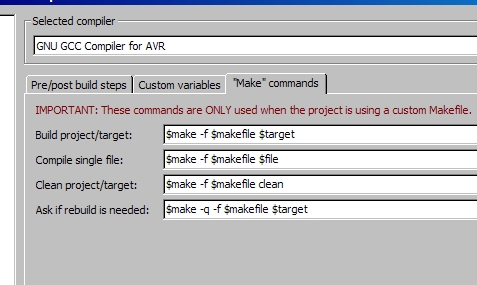 Selected compiler
GNU GCC Compiler for AVR
Pre/post build steps Custom variables "Make" commands
IMPORTANT: These commands are ONLY used when the project is using a custom Makefile.
Build project/target: $make -f $makefile $target
Compile single file: $make -f $makefile $file
Clean project/target: $make -f $makefile clean
Ask if rebuild is needed: $make -q -f $makefile $target